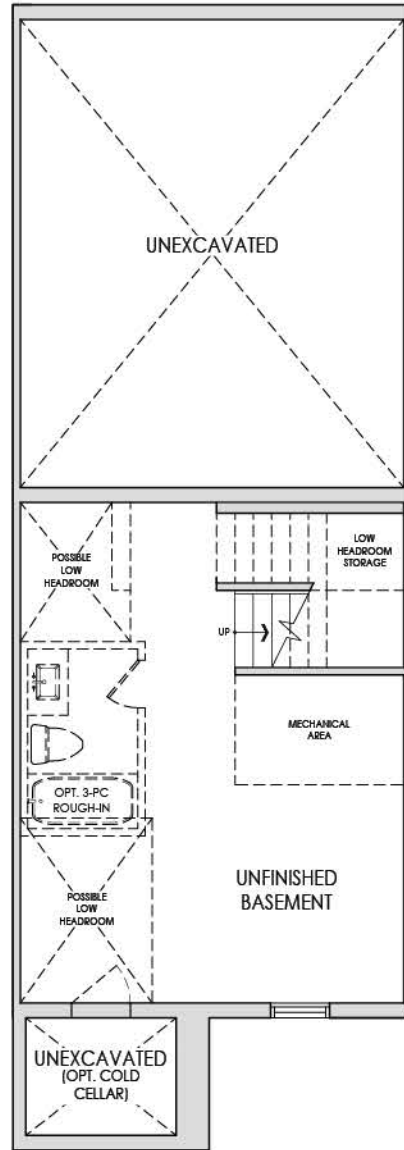 UNEXCAVATED
POSSIBLE
LOW
HEADROOM
LOW
HEADROOM
STORAGE
UP
MECHANICAL
AREA
OPT. 3-PC
ROUGH-IN
UNFINISHED
BASEMENT
POSSIBLE
LOW
HEADROOM
UNEXCAVATED
(OPT. COLD
CELLAR)